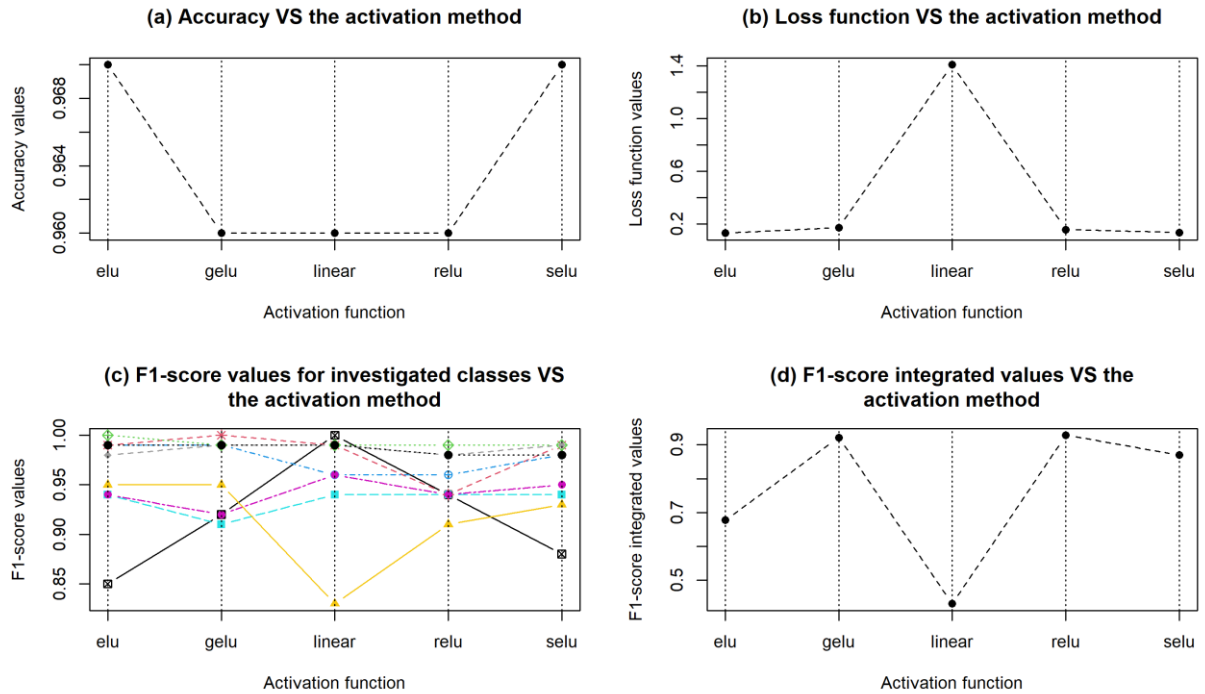 (a) Accuracy VS the activation method
Accuracy values
0.968
0.964
0.960
elu gelu linear relu selu
Activation function
(b) Loss function VS the activation method
Loss function values
1.4
1.0
0.6
0.2
elu gelu linear relu selu
Activation function
(c) F1-score values for investigated classes VS
the activation method
F1-score values
1.00
0.95
0.90
0.85
elu gelu linear relu selu
Activation function
(d) F1-score integrated values VS the
activation method
F1-score integrated values
0.9
0.7
0.5
elu gelu linear relu selu
Activation function